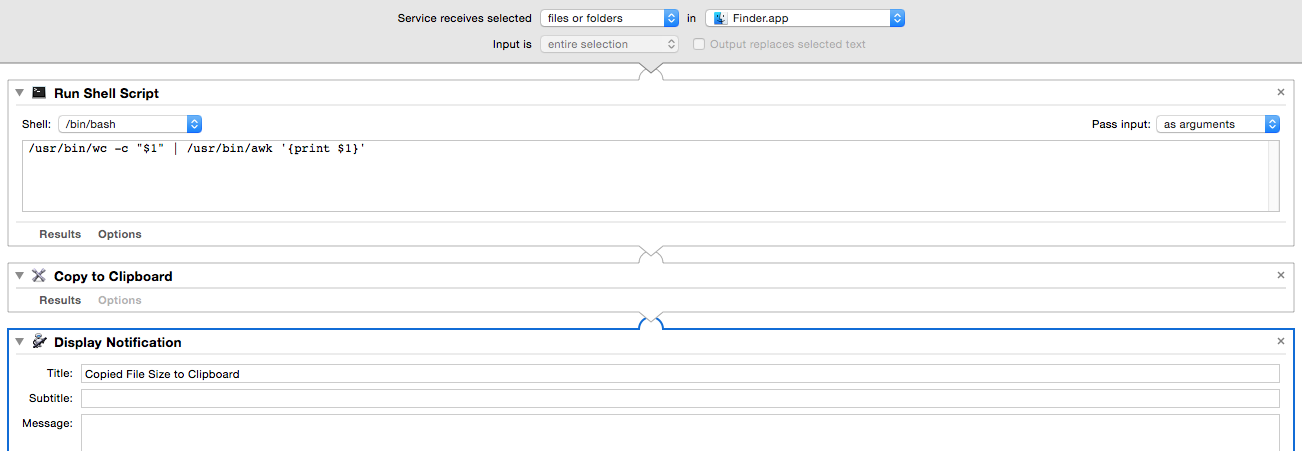 Service receives selected files or folders in Finder.app
Input is entire selection Output replaces selected text
Run Shell Script
Shell: /bin/bash Pass input: as arguments
/usr/bin/wc -c "$1" | /usr/bin/awk '{print $1}'
Results Options
Copy to Clipboard
Results Options
Display Notification
Title: Copied File Size to Clipboard
Subtitle:
Message: